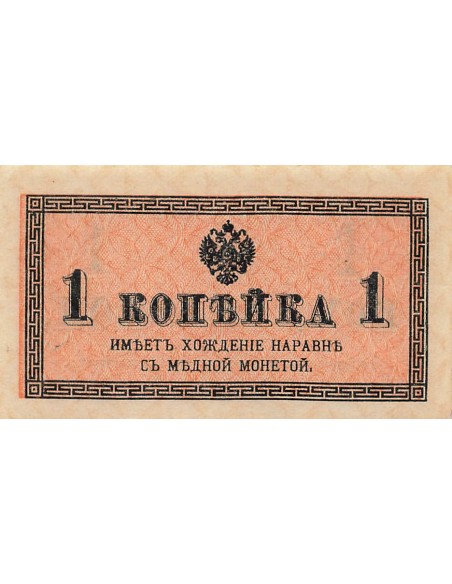 1 КОПѢЙКА 1
ИМѢЕТЪ ХОЖДЕНІЕ НАРАВНѢ
СЪ МѢДНОЙ МОНЕТОЙ.